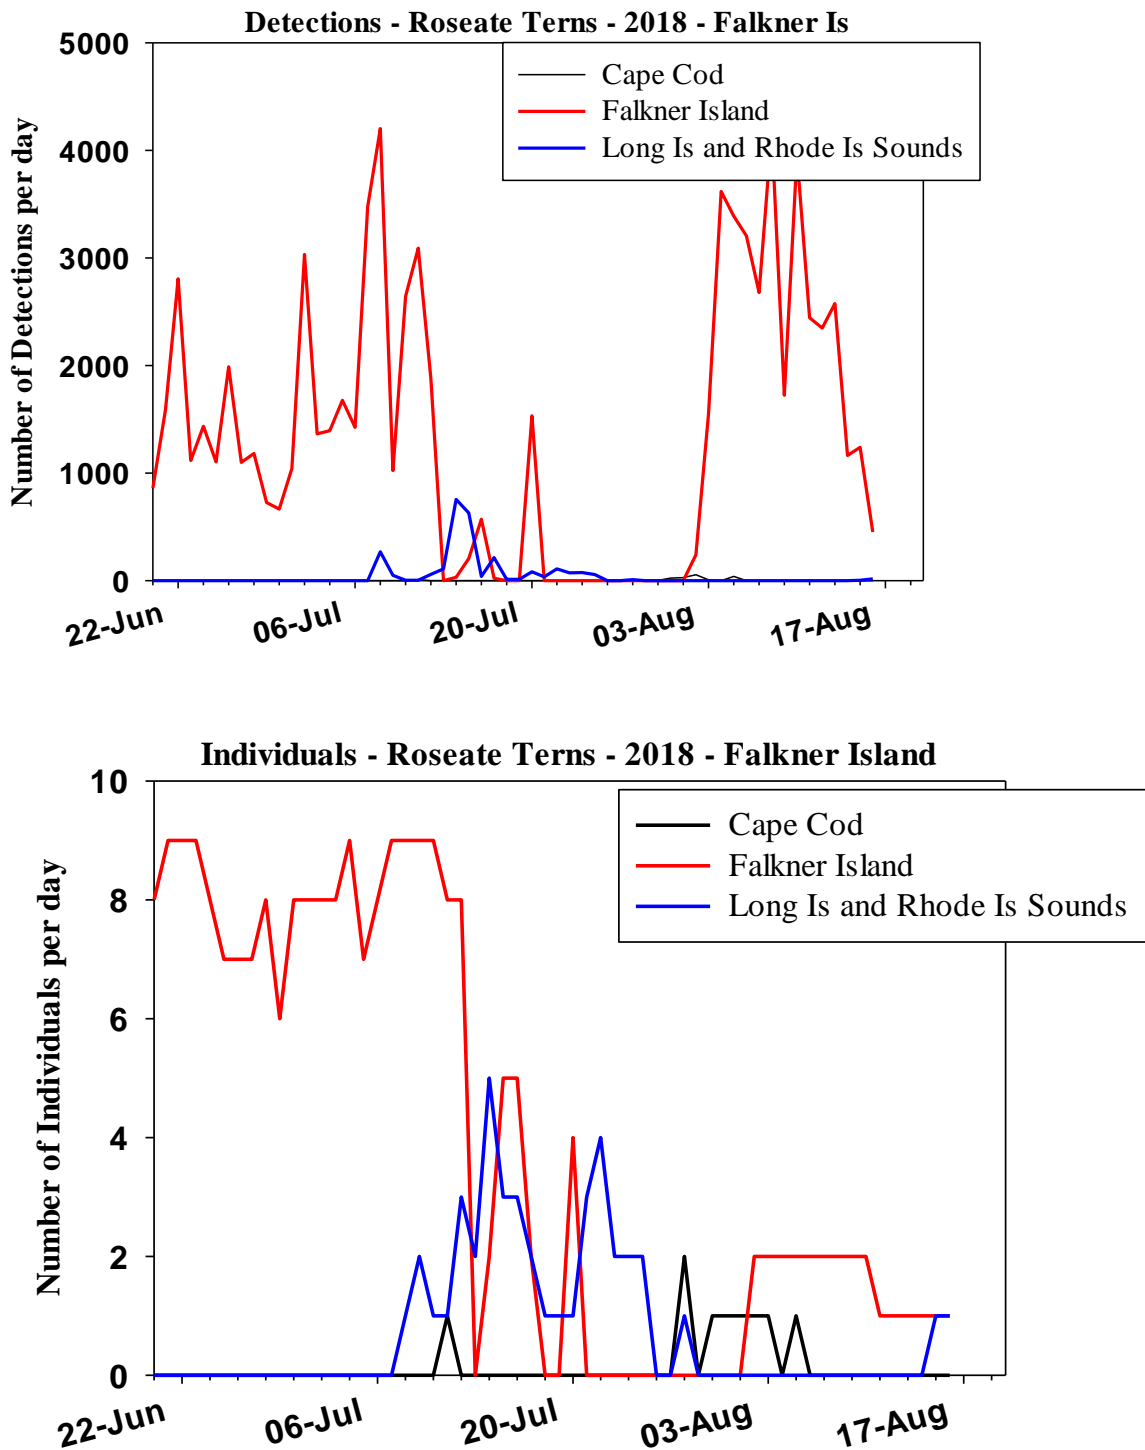 Detections - Roseate Terns - 2018 - Falkner Is
Number of Detections per day
5000
4000
3000
2000
1000
0
Cape Cod
Falkner Island
Long Is and Rhode Is Sounds
22-Jun
06-Jul
20-Jul
03-Aug
17-Aug
Individuals - Roseate Terns - 2018 - Falkner Island
Number of Individuals per day
10
8
6
4
2
0
Cape Cod
Falkner Island
Long Is and Rhode Is Sounds
22-Jun
06-Jul
20-Jul
03-Aug
17-Aug